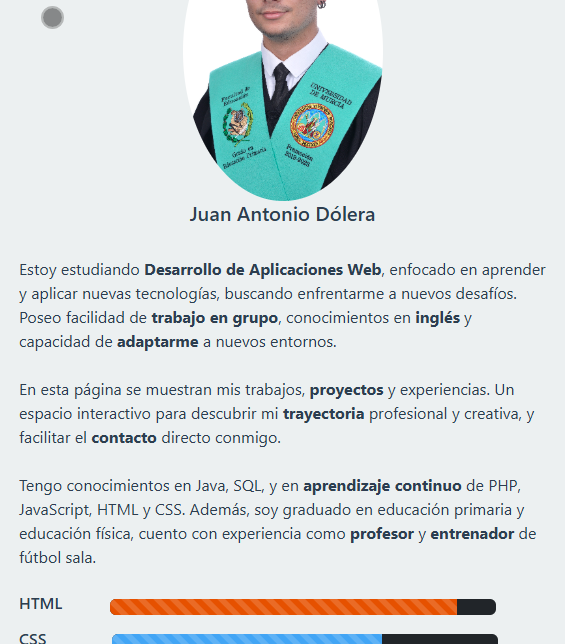 Facultad de
Educación
Grado en
Educación Primaria
UNIVERSIDAD
DE MURCIA
Promoción
Juan Antonio Dólera
Estoy estudiando Desarrollo de Aplicaciones Web, enfocado en aprender
y aplicar nuevas tecnologías, buscando enfrentarme a nuevos desafíos.
Poseo facilidad de trabajo en grupo, conocimientos en inglés y
capacidad de adaptarme a nuevos entornos.
En esta página se muestran mis trabajos, proyectos y experiencias. Un
espacio interactivo para descubrir mi trayectoria profesional y creativa, y
facilitar el contacto directo conmigo.
Tengo conocimientos en Java, SQL, y en aprendizaje continuo de PHP,
JavaScript, HTML y CSS. Además, soy graduado en educación primaria y
educación física, cuento con experiencia como profesor y entrenador de
fútbol sala.
HTML
CSS